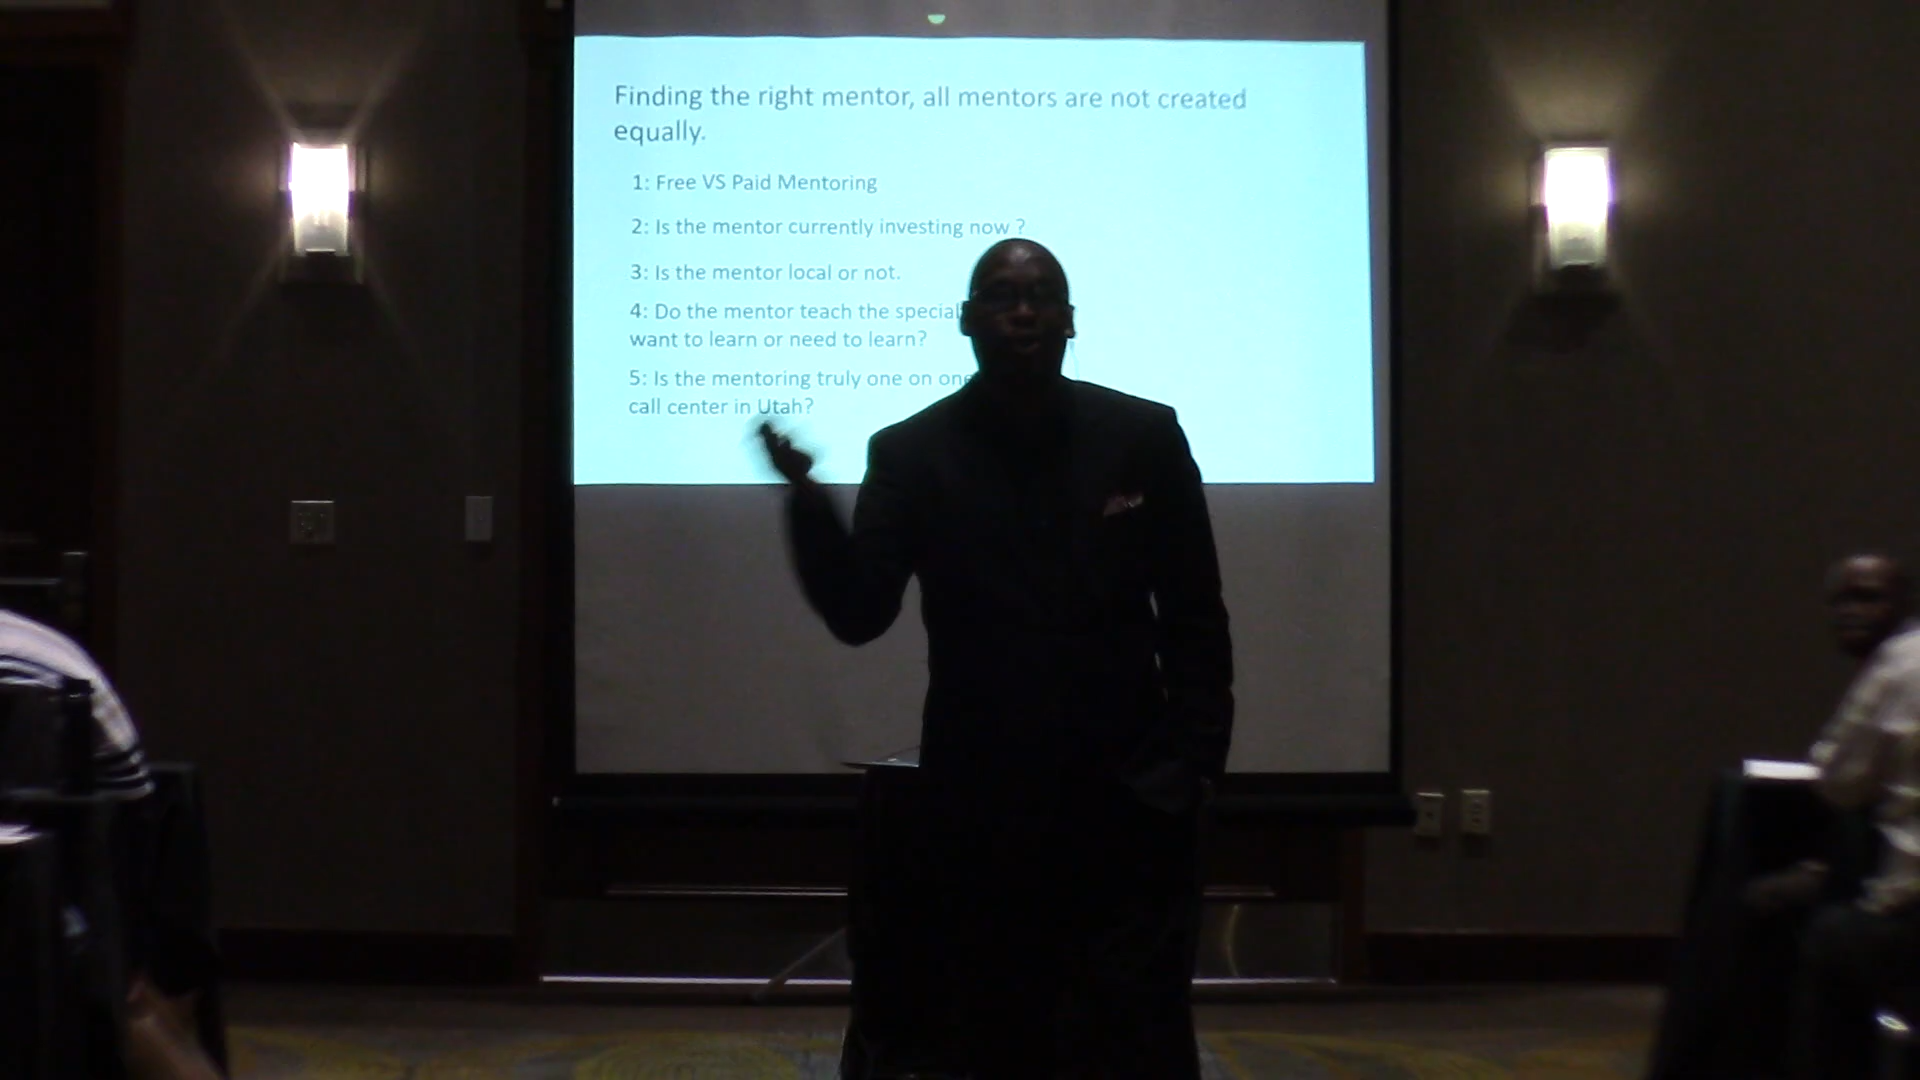 Finding the right mentor, all mentors are not created
equally.
1: Free VS Paid Mentoring
2: Is the mentor currently investing now ?
3: Is the mentor local or not.
4: Do the mentor teach the
want to learn or need to learn?
5: Is the mentoring truly one on one
call center in Utah?